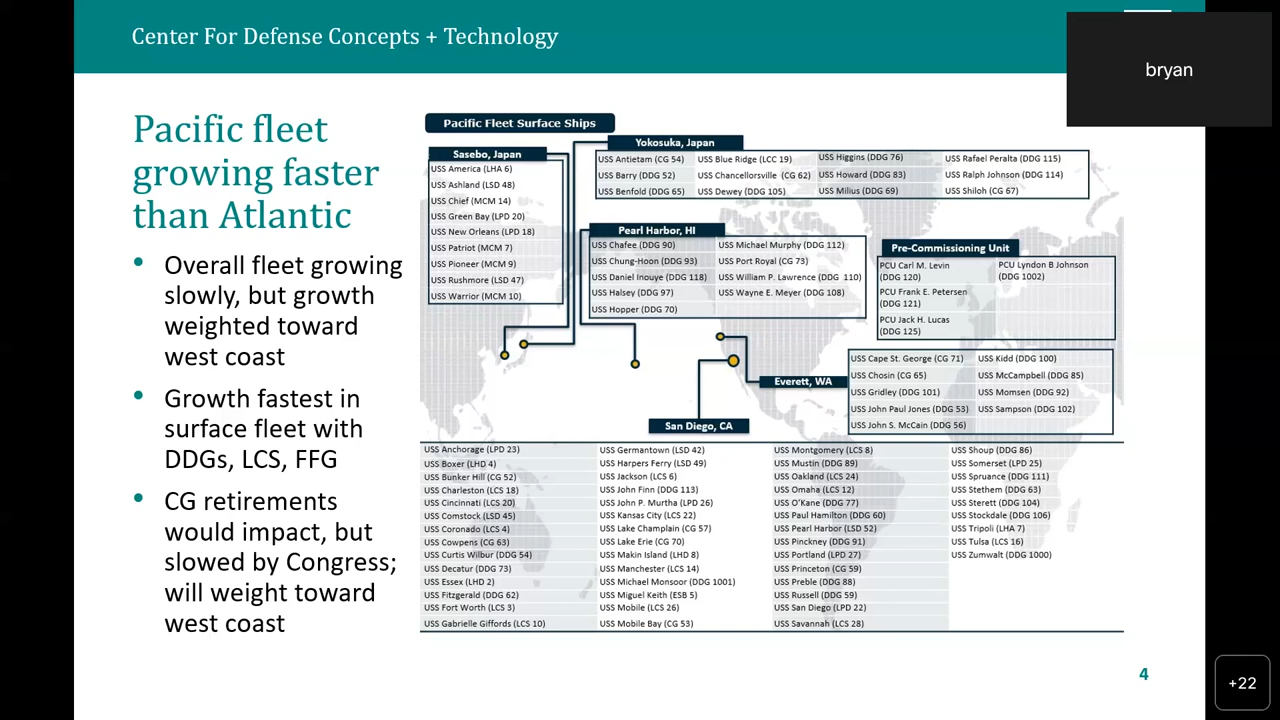 Center For Defense Concepts + Technology
bryan
Pacific fleet
growing faster
than Atlantic
• Overall fleet growing
slowly, but growth
weighted toward
west coast
• Growth fastest in
surface fleet with
DDGs, LCS, FFG
• CG retirements
would impact, but
slowed by Congress;
will weight toward
west coast
Pacific Fleet Surface Ships
Sasebo, Japan
USS America (LHA 6)
USS Ashland (LSD 48)
USS Chief (MCM 14)
USS Green Bay (LPD 20)
USS New Orleans (LPD 18)
USS Patriot (MCM 7)
USS Pioneer (MCM 9)
USS Rushmore (LSD 47)
USS Warrior (MCM 10)
Yokosuka, Japan
USS Antietam (CG 54) USS Blue Ridge (LCC 19) USS Higgins (DDG 76) USS Rafael Peralta (DDG 115)
USS Barry (DDG 52) USS Chancellorsville (CG 62) USS Howard (DDG 83) USS Ralph Johnson (DDG 114)
USS Benfold (DDG 65) USS Dewey (DDG 105) USS Milius (DDG 69) USS Shiloh (CG 67)
Pearl Harbor, HI
USS Chafee (DDG 90) USS Michael Murphy (DDG 112)
USS Chung-Hoon (DDG 93) USS Port Royal (CG 73)
USS Daniel Inouye (DDG 118) USS William P. Lawrence (DDG 110)
USS Halsey (DDG 97) USS Wayne E. Meyer (DDG 108)
USS Hopper (DDG 70)
Pre-Commissioning Unit
PCU Carl M. Levin
(DDG 120)
PCU Frank E. Petersen
(DDG 121)
PCU Jack H. Lucas
(DDG 125)
PCU Lyndon B Johnson
(DDG 1002)
Everett, WA
USS Cape St. George (CG 71) USS Kidd (DDG 100)
USS Chosin (CG 65) USS McCampbell (DDG 85)
USS Gridley (DDG 101) USS Momsen (DDG 92)
USS John Paul Jones (DDG 53) USS Sampson (DDG 102)
USS John S. McCain (DDG 56)
San Diego, CA
USS Anchorage (LPD 23) USS Germantown (LSD 42) USS Montgomery (LCS 8) USS Shoup (DDG 86)
USS Boxer (LHD 4) USS Harpers Ferry (LSD 49) USS Mustin (DDG 89) USS Somerset (LPD 25)
USS Bunker Hill (CG 52) USS Jackson (LCS 6) USS Oakland (LCS 24) USS Spruance (DDG 111)
USS Charleston (LCS 18) USS John Finn (DDG 113) USS Omaha (LCS 12) USS Stethem (DDG 63)
USS Cincinnati (LCS 20) USS John P. Murtha (LPD 26) USS O'Kane (DDG 77) USS Sterett (DDG 104)
USS Comstock (LSD 45) USS Kansas City (LCS 22) USS Paul Hamilton (DDG 60) USS Stockdale (DDG 106)
USS Coronado (LCS 4) USS Lake Champlain (CG 57) USS Pearl Harbor (LSD 52) USS Tripoli (LHA 7)
USS Cowpens (CG 63) USS Lake Erie (CG 70) USS Pinckney (DDG 91) USS Tulsa (LCS 16)
USS Curtis Wilbur (DDG 54) USS Makin Island (LHD 8) USS Portland (LPD 27) USS Zumwalt (DDG 1000)
USS Decatur (DDG 73) USS Manchester (LCS 14) USS Princeton (CG 59)
USS Essex (LHD 2) USS Michael Monsoor (DDG 1001) USS Preble (DDG 88)
USS Fitzgerald (DDG 62) USS Miguel Keith (ESB 5) USS Russell (DDG 59)
USS Fort Worth (LCS 3) USS Mobile (LCS 26) USS San Diego (LPD 22)
USS Gabrielle Giffords (LCS 10) USS Mobile Bay (CG 53) USS Savannah (LCS 28)
4
+22